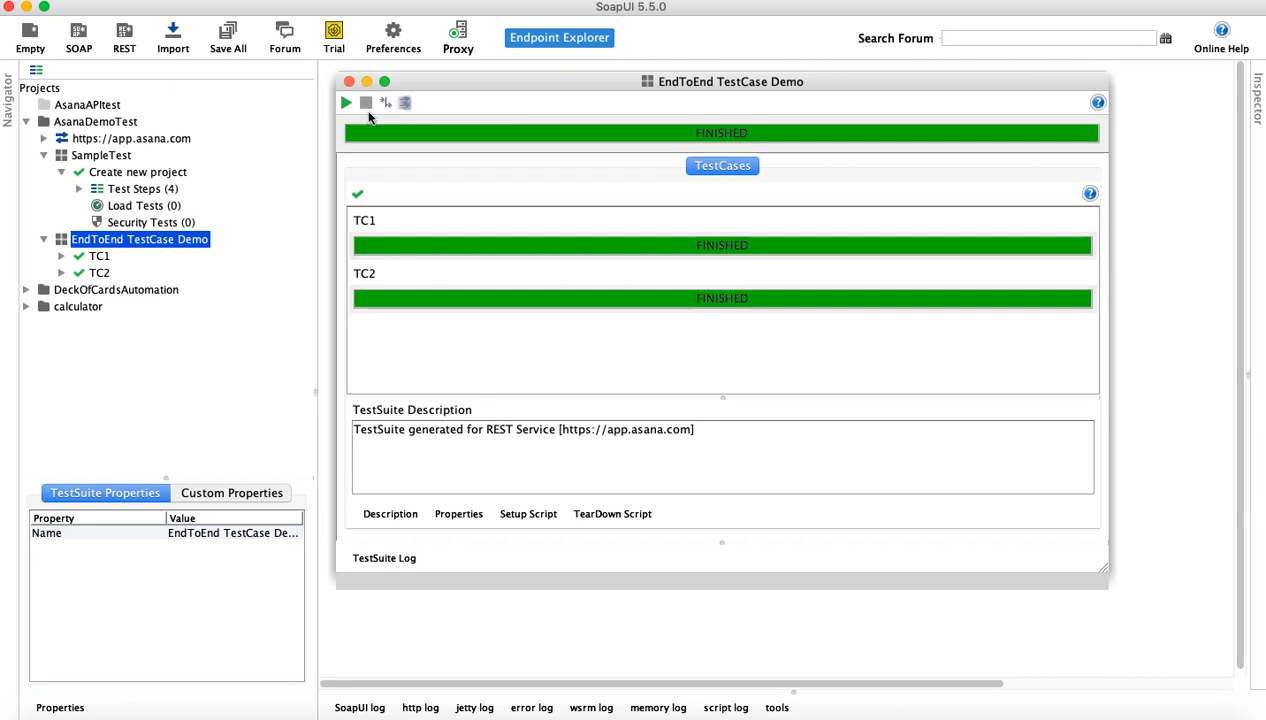 SoapUI 5.5.0
Empty SOAP REST Import Save All Forum Trial Preferences Proxy Endpoint Explorer Search Forum Online Help
Navigator
Projects
AsanaAPItest
AsanaDemoTest
https://app.asana.com
SampleTest
Create new project
Test Steps (4)
Load Tests (0)
Security Tests (0)
EndToEnd TestCase Demo
TC1
TC2
DeckOfCardsAutomation
calculator
TestSuite Properties Custom Properties
Property Value
Name EndToEnd TestCase De...
Properties
EndToEnd TestCase Demo
FINISHED
TestCases
TC1
FINISHED
TC2
FINISHED
TestSuite Description
TestSuite generated for REST Service [https://app.asana.com]
Description Properties Setup Script TearDown Script
TestSuite Log
SoapUI log http log jetty log error log wsrm log memory log script log tools
Inspector